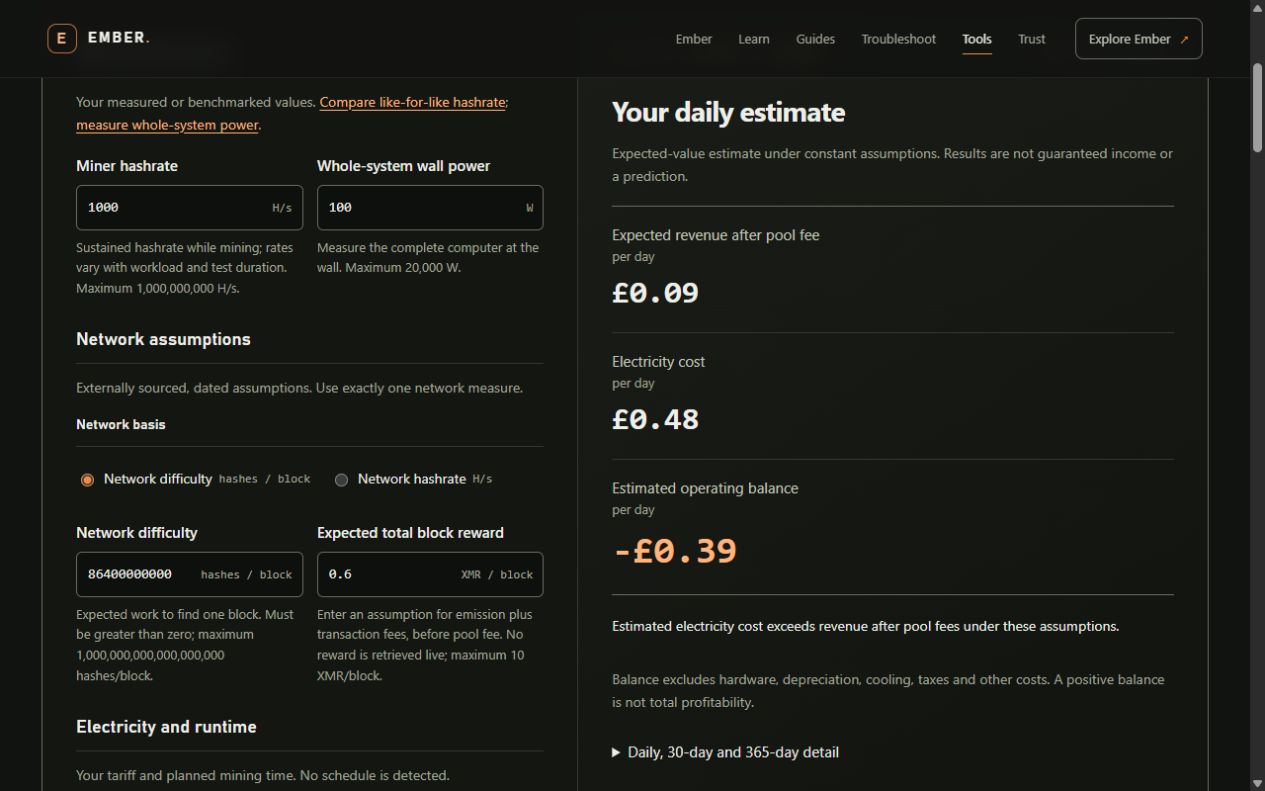 E EMBER.
Ember Learn Guides Troubleshoot Tools Trust Explore Ember ↗
Your measured or benchmarked values. Compare like-for-like hashrate;
measure whole-system power.
Miner hashrate
1000 H/s
Sustained hashrate while mining; rates
vary with workload and test duration.
Maximum 1,000,000,000 H/s.
Whole-system wall power
100 W
Measure the complete computer at the
wall. Maximum 20,000 W.
Network assumptions
Externally sourced, dated assumptions. Use exactly one network measure.
Network basis
Network difficulty hashes / block
Network hashrate H/s
Network difficulty
86400000000 hashes / block
Expected work to find one block. Must
be greater than zero; maximum
1,000,000,000,000,000,000
hashes/block.
Expected total block reward
0.6 XMR / block
Enter an assumption for emission plus
transaction fees, before pool fee. No
reward is retrieved live; maximum 10
XMR/block.
Electricity and runtime
Your tariff and planned mining time. No schedule is detected.
Your daily estimate
Expected-value estimate under constant assumptions. Results are not guaranteed income or
a prediction.
Expected revenue after pool fee
per day
£0.09
Electricity cost
per day
£0.48
Estimated operating balance
per day
-£0.39
Estimated electricity cost exceeds revenue after pool fees under these assumptions.
Balance excludes hardware, depreciation, cooling, taxes and other costs. A positive balance
is not total profitability.
▶ Daily, 30-day and 365-day detail